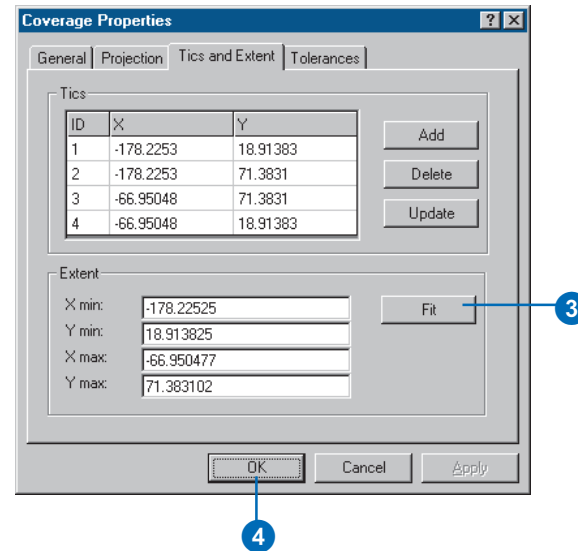 Coverage Properties
General Projection Tics and Extent Tolerances
Tics
ID X Y
1 -178.2253 18.91383
2 -178.2253 71.3831
3 -66.95048 71.3831
4 -66.95048 18.91383
Add
Delete
Update
Extent
X min: -178.22525
Y min: 18.913825
X max: -66.950477
Y max: 71.383102
Fit
3
OK Cancel Apply
4